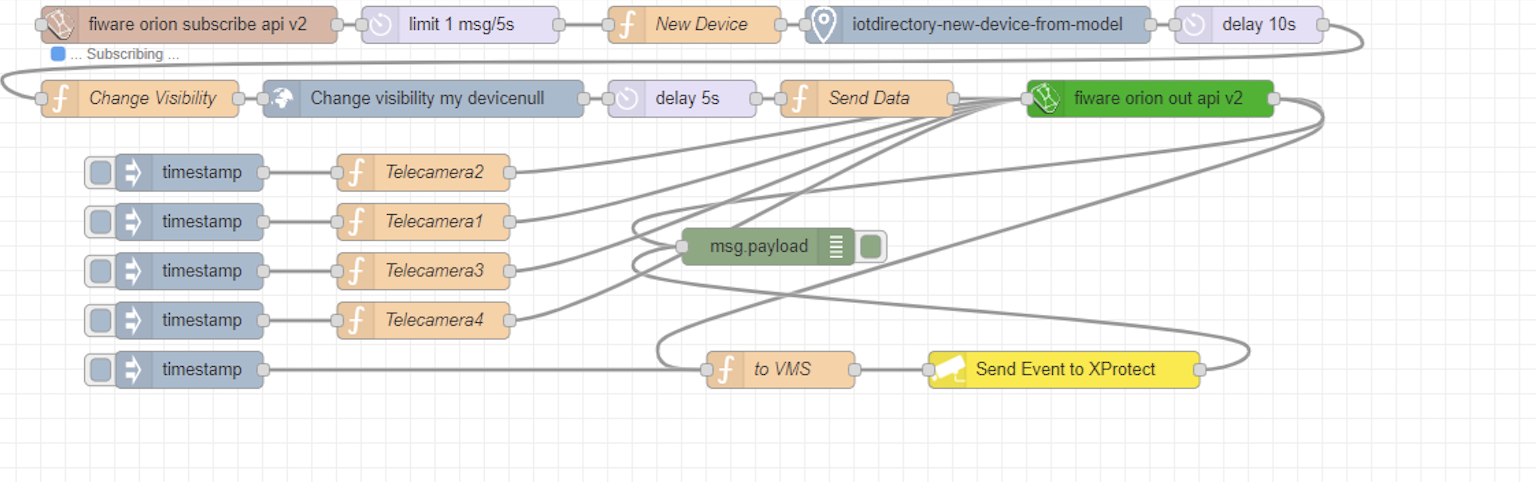 fiware orion subscribe api v2 limit 1 msg/5s New Device iotdirectory-new-device-from-model delay 10s
... Subscribing ...
Change Visibility Change visibility my devicenull delay 5s Send Data fiware orion out api v2
timestamp Telecamera2
timestamp Telecamera1
msg.payload
timestamp Telecamera3
timestamp Telecamera4
timestamp to VMS Send Event to XProtect